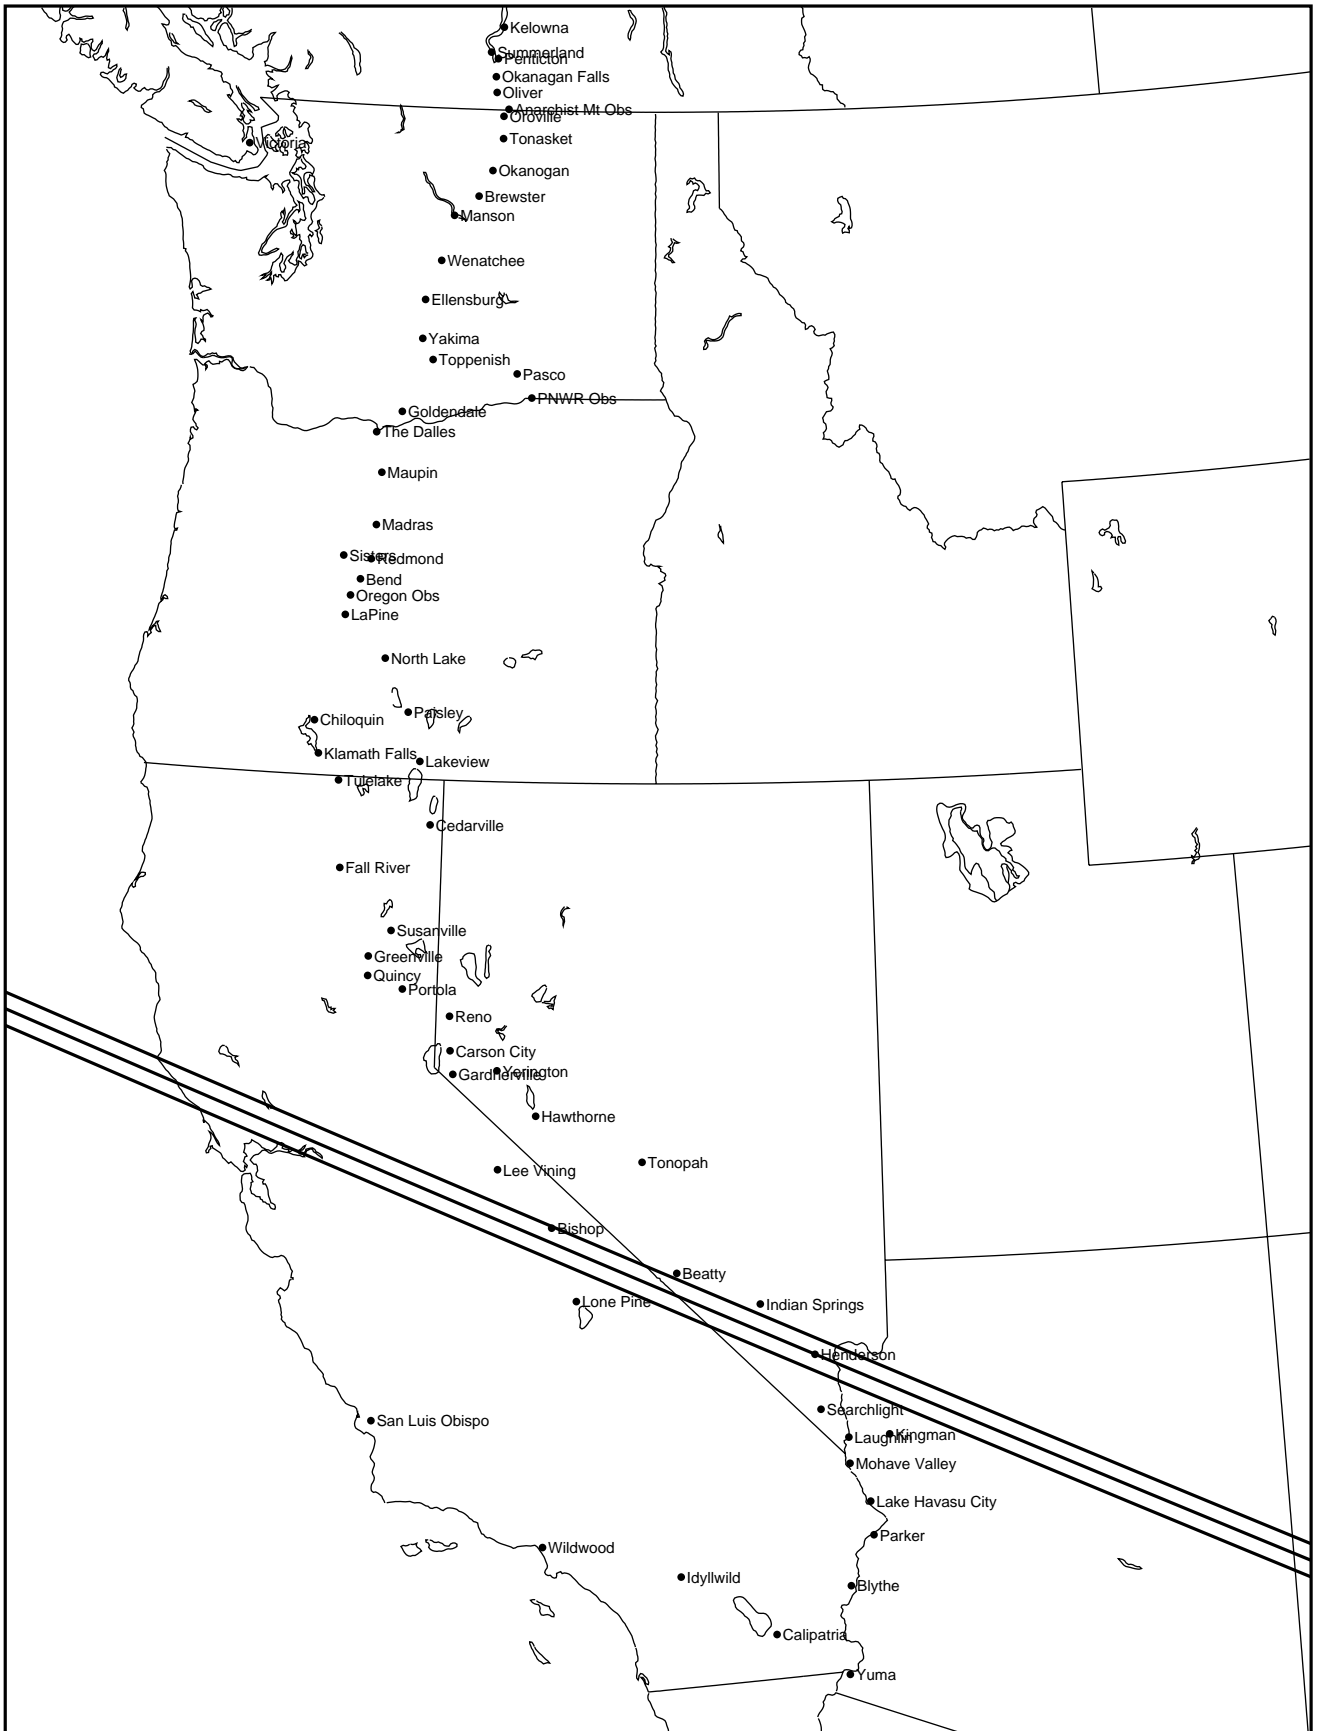 Kelowna
Summerland
Penticton
Okanagan Falls
Oliver
Anarchist Mt Obs
Oroville
Tonasket
Victoria
Okanogan
Brewster
Manson
Wenatchee
Ellensburg
Yakima
Toppenish
Pasco
PNWR Obs
Goldendale
The Dalles
Maupin
Madras
Sisters
Redmond
Bend
Oregon Obs
LaPine
North Lake
Paisley
Chiloquin
Klamath Falls
Lakeview
Tulelake
Cedarville
Fall River
Susanville
Greenville
Quincy
Portola
Reno
Carson City
Yerington
Gardnerville
Hawthorne
Tonopah
Lee Vining
Bishop
Beatty
Lone Pine
Indian Springs
Henderson
Searchlight
San Luis Obispo
Kingman
Laughlin
Mohave Valley
Lake Havasu City
Parker
Wildwood
Idyllwild
Blythe
Calipatria
Yuma